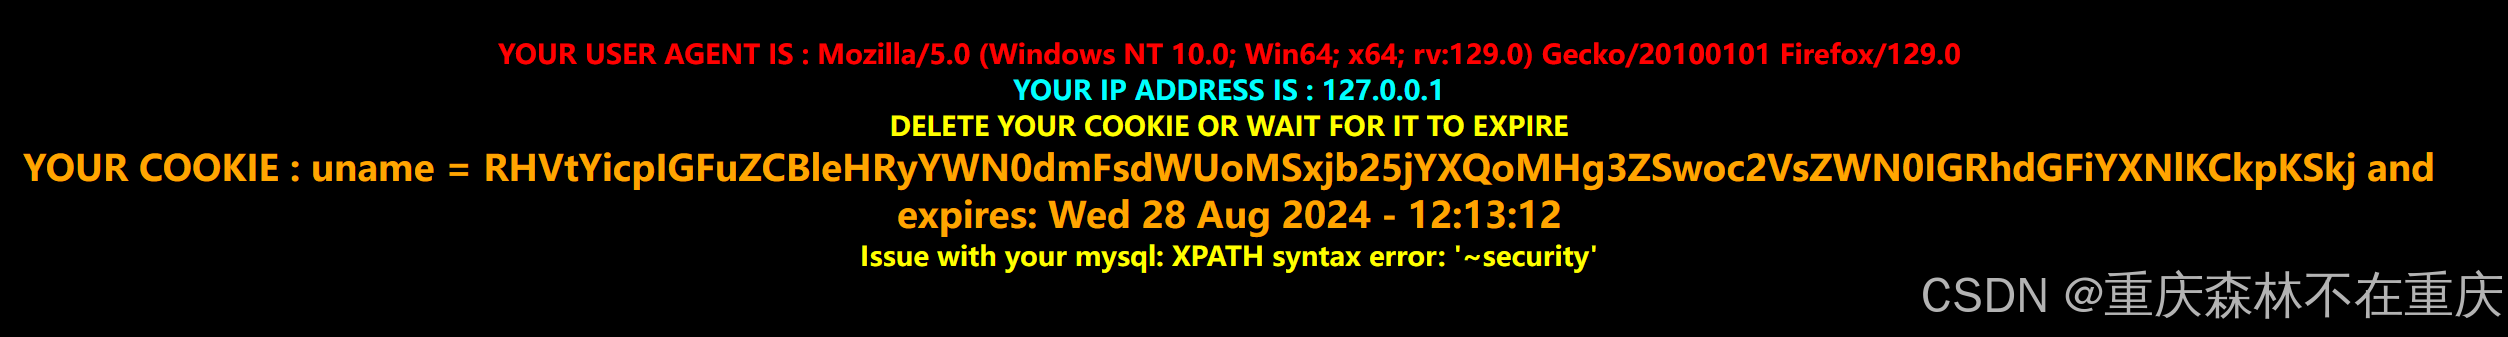 YOUR USER AGENT IS : Mozilla/5.0 (Windows NT 10.0; Win64; x64; rv:129.0) Gecko/20100101 Firefox/129.0
YOUR IP ADDRESS IS : 127.0.0.1
DELETE YOUR COOKIE OR WAIT FOR IT TO EXPIRE
YOUR COOKIE : uname = RHVtYicpIGFuZCBleHRyYWN0dmFsdWUoMSxjb25jYXQoMHg3ZSwoc2VsZWN0IGRhdGFiYXNlKCkpKSkj and
expires: Wed 28 Aug 2024 - 12:13:12
Issue with your mysql: XPATH syntax error: '~security'
CSDN @重庆森林不在重庆